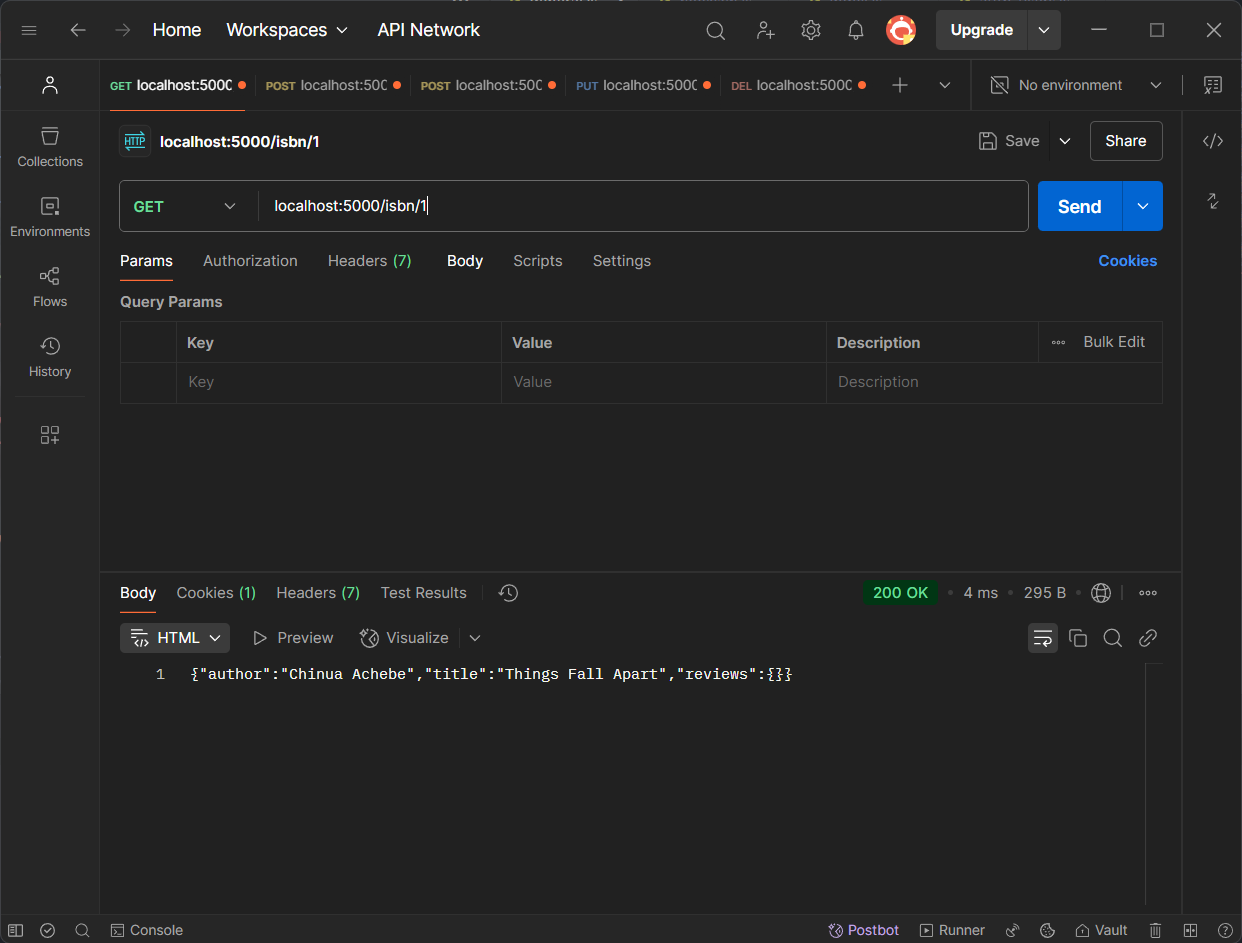 Home Workspaces API Network Upgrade
GET localhost:5000 POST localhost:500 POST localhost:500 PUT localhost:5000 DEL localhost:5000 No environment
HTTP localhost:5000/isbn/1 Save Share
Collections
GET localhost:5000/isbn/1 Send
Environments
Params Authorization Headers (7) Body Scripts Settings Cookies
Flows
Query Params
Key Value Description Bulk Edit
History
Key Value Description
Body Cookies (1) Headers (7) Test Results 200 OK 4 ms 295 B
HTML Preview Visualize
1 {"author":"Chinua Achebe","title":"Things Fall Apart","reviews":{}}
Console Postbot Runner Vault